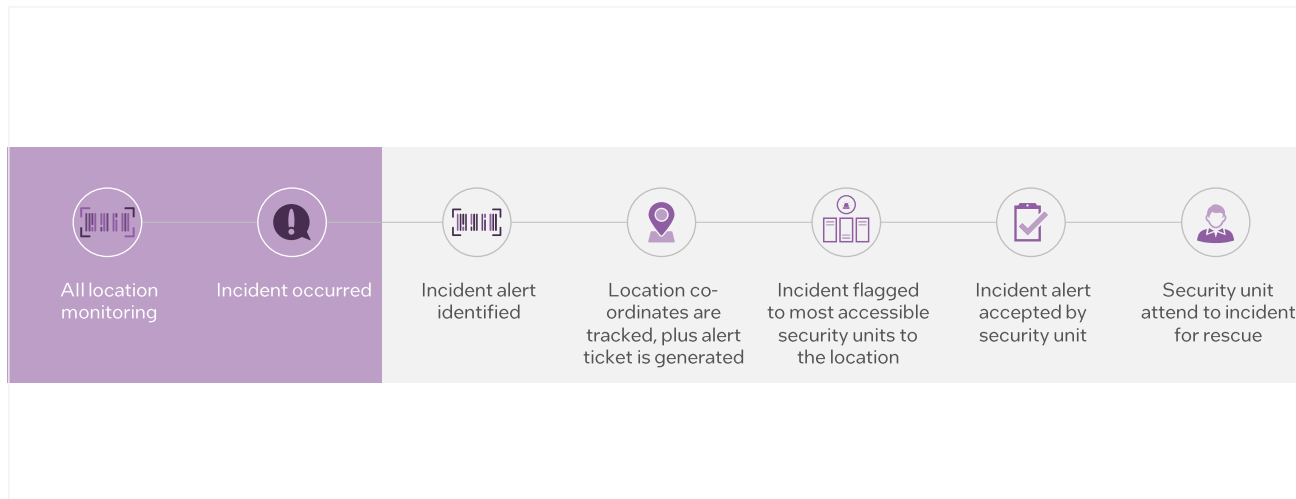 All location
monitoring
Incident occurred
Incident alert
identified
Location co-
ordinates are
tracked, plus alert
ticket is generated
Incident flagged
to most accessible
security units to
the location
Incident alert
accepted by
security unit
Security unit
attend to incident
for rescue